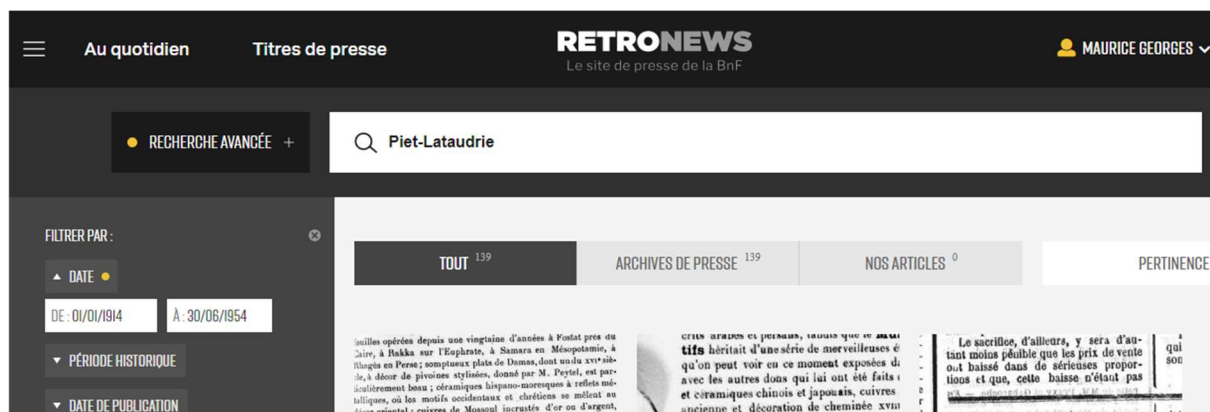 Au quotidien
Titres de presse
RETRONEWS
Le site de presse de la BnF
MAURICE GEORGES
RECHERCHE AVANCÉE +
Piet-Lataudrie
FILTRER PAR :
DATE
DE : 01/01/1914
À : 30/06/1954
PÉRIODE HISTORIQUE
DATE DE PUBLICATION
TOUT 139
ARCHIVES DE PRESSE 139
NOS ARTICLES 0
PERTINENCE
ouilles opérées depuis une vingtaine d'années à Fostat près du
Caire, à Rakka sur l'Euphrate, à Samara en Mésopotamie, à
Rhagès en Perse; somptueux plats de Damas, dont un du XVIe siè-
cle, à décor de pivoines stylisées, donné par M. Peytel, est par-
ticulièrement beau; céramiques hispano-moresques à reflets mé-
talliques, où les motifs occidentaux et chrétiens se mêlent au
décor oriental; cuivres de Mossoul incrustés d'or ou d'argent,
crits arabes et persans, tandis que le
tifs héritait d'une série de merveilleuses
qu'on peut voir en ce moment exposées
avec les autres dons qui lui ont été faits
et céramiques chinois et japonais, cuivres
ancienne et décoration de cheminée
Le sacrifice, d'ailleurs, y sera d'au-
tant moins pénible que les prix de vente
out baissé dans de sérieuses propor-
tions et que, cette baisse n'étant pas
qui
son